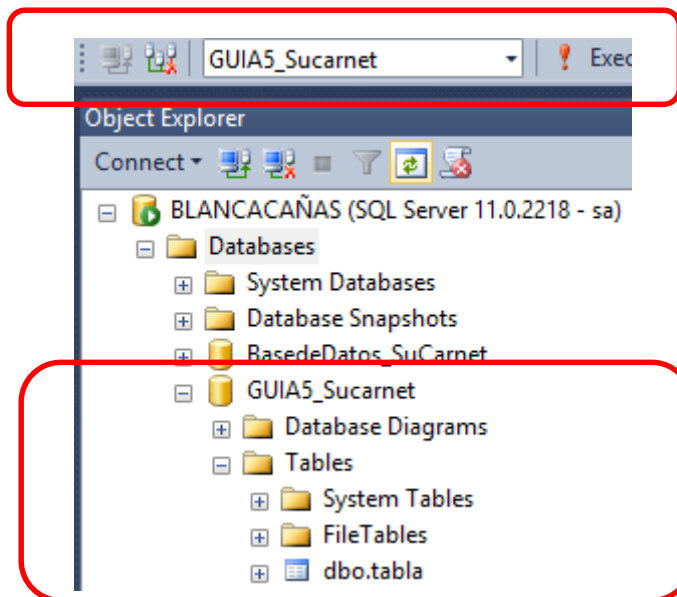 GUIA5_Sucarnet Exec
Object Explorer
Connect
BLANCACAÑAS (SQL Server 11.0.2218 - sa)
Databases
System Databases
Database Snapshots
BasedeDatos_SuCarnet
GUIA5_Sucarnet
Database Diagrams
Tables
System Tables
FileTables
dbo.tabla